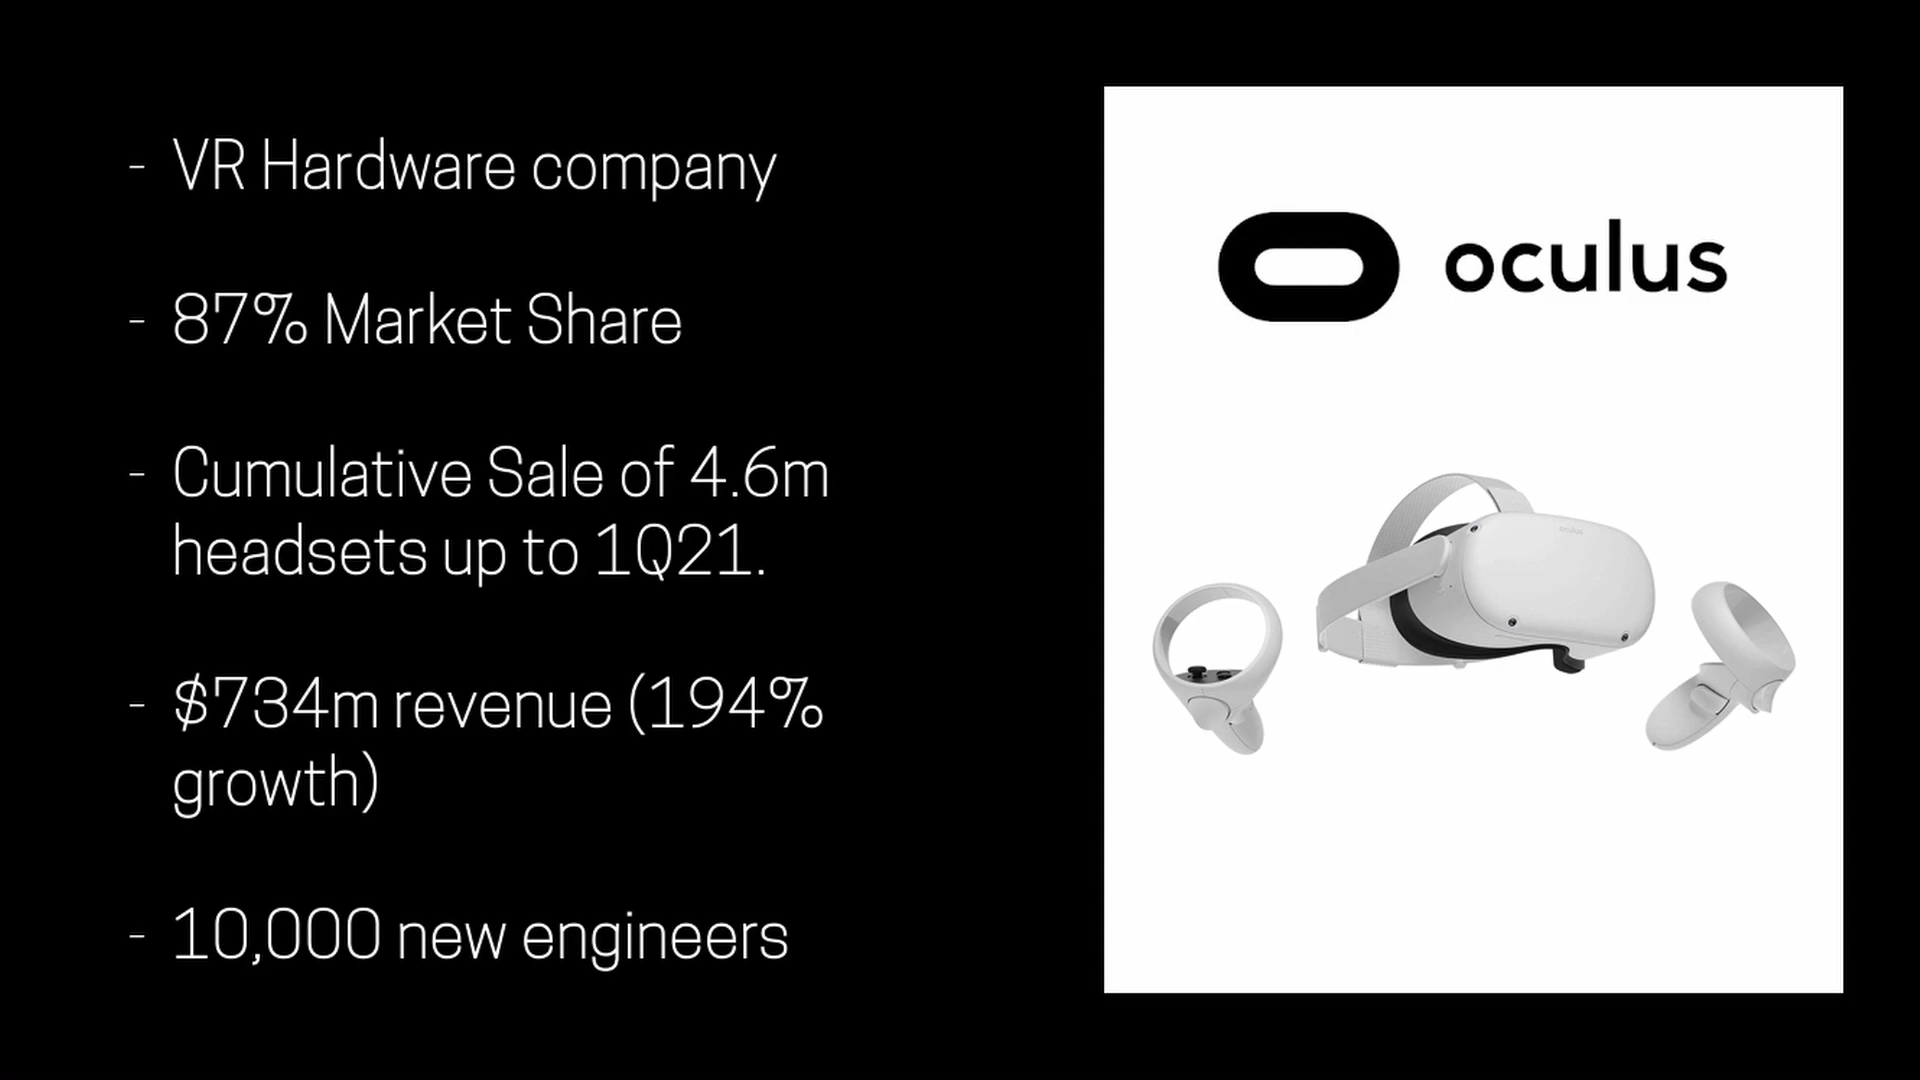 - VR Hardware company
- 87% Market Share
- Cumulative Sale of 4.6m
headsets up to 1Q21.
- $734m revenue (194%
growth)
- 10,000 new engineers
oculus
oculus